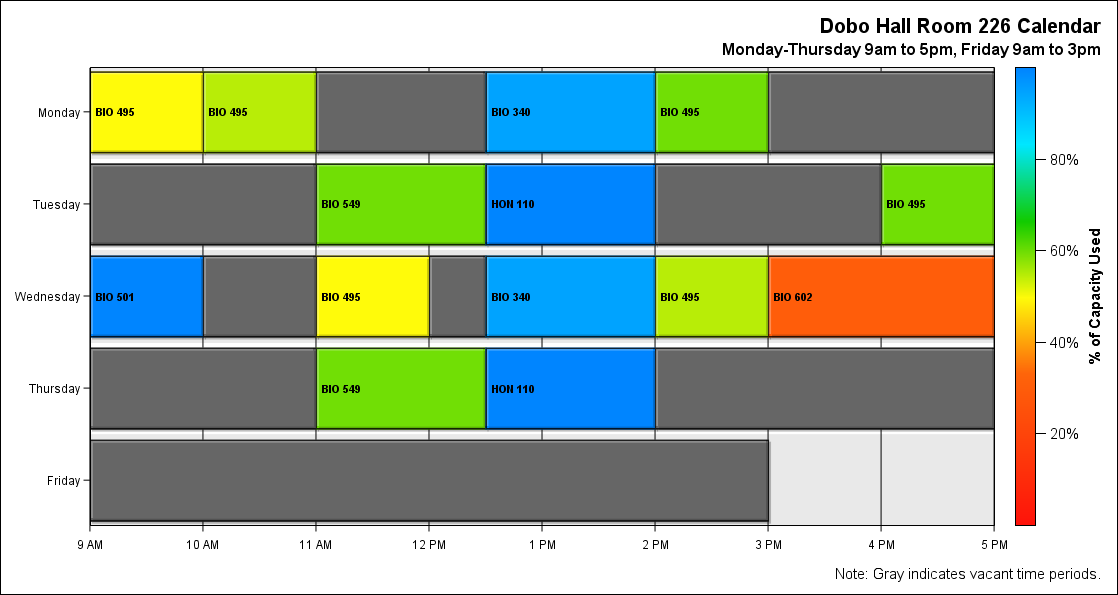 Dobo Hall Room 226 Calendar
Monday-Thursday 9am to 5pm, Friday 9am to 3pm
Monday
BIO 495
BIO 495
BIO 340
BIO 495
Tuesday
BIO 549
HON 110
BIO 495
Wednesday
BIO 501
BIO 495
BIO 340
BIO 495
BIO 602
Thursday
BIO 549
HON 110
Friday
9 AM
10 AM
11 AM
12 PM
1 PM
2 PM
3 PM
4 PM
5 PM
80%
60%
40%
20%
% of Capacity Used
Note: Gray indicates vacant time periods.